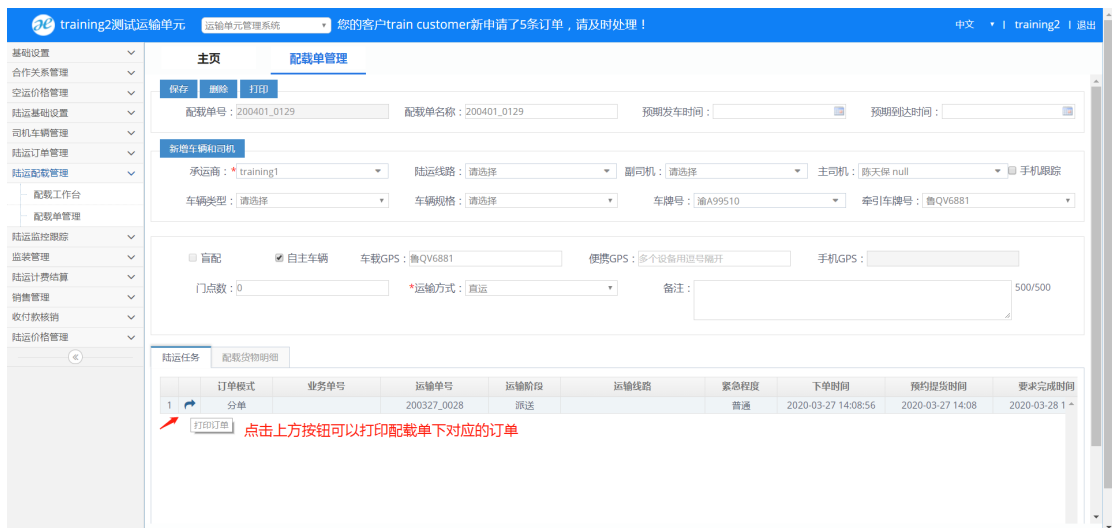 training2测试运输单元 运输单元管理系统 您的客户train customer新申请了5条订单，请及时处理！ 中文 | training2 | 退出
基础设置
合作关系管理
空运价格管理
陆运基础设置
司机车辆管理
陆运订单管理
陆运配载管理
配载工作台
配载单管理
陆运监控跟踪
监装管理
陆运计费结算
销售管理
收付款核销
陆运价格管理
主页 配载单管理
保存 删除 打印
配载单号： 200401_0129 配载单名称： 200401_0129 预期发车时间： 预期到达时间：
新增车辆和司机
承运商：* training1 陆运线路： 请选择 副司机： 请选择 主司机： 陈天保 null 手机跟踪
车辆类型： 请选择 车辆规格： 请选择 车牌号： 渝A99510 牵引车牌号： 鲁QV6881
盲配 自主车辆 车载GPS： 鲁QV6881 便携GPS： 多个设备用逗号隔开 手机GPS：
门点数： 0 *运输方式： 直运 备注： 500/500
陆运任务 配载货物明细
订单模式 业务单号 运输单号 运输阶段 运输线路 紧急程度 下单时间 预约提货时间 要求完成时间
1 分单 200327_0028 派送 普通 2020-03-27 14:08:56 2020-03-27 14:08 2020-03-28 1
打印订单 点击上方按钮可以打印配载单下对应的订单